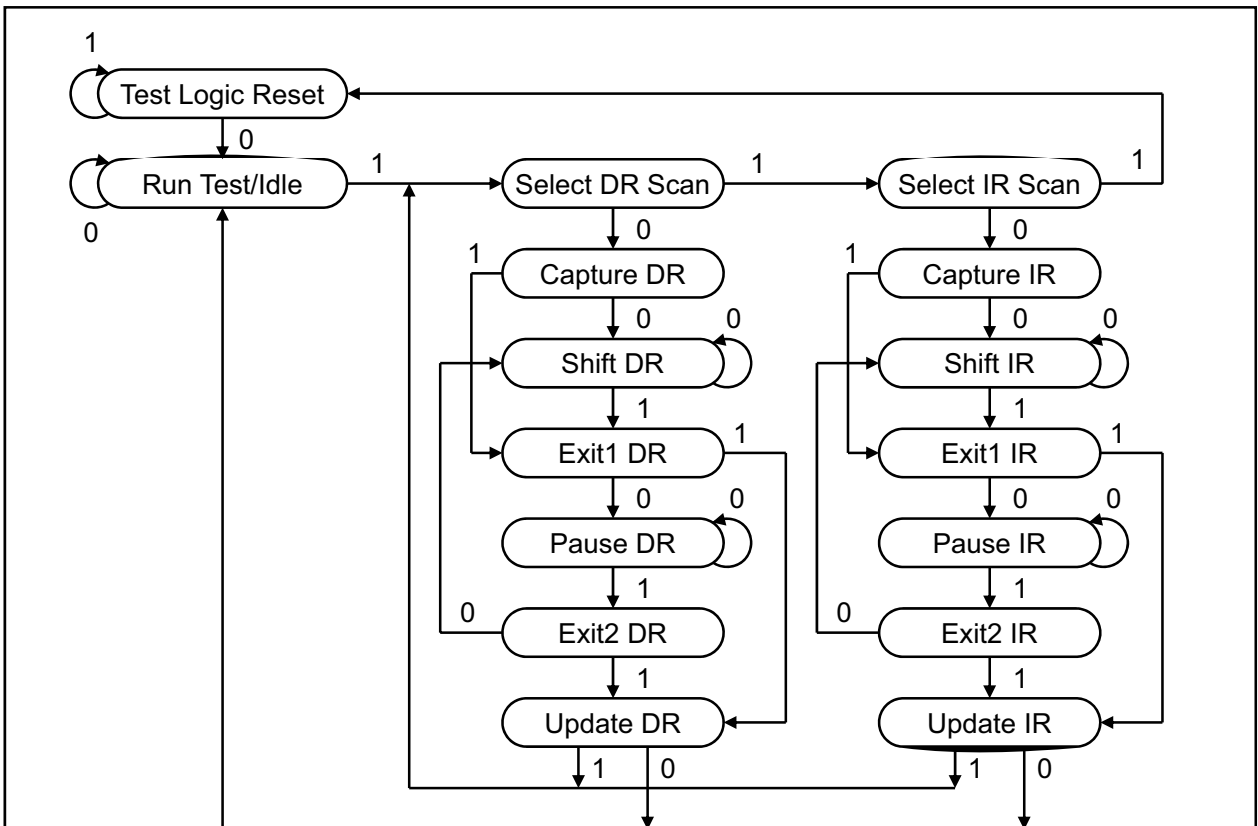 1
Test Logic Reset
0
Run Test/Idle
1
Select DR Scan
1
Select IR Scan
1
0
0
0
1
Capture DR
1
Capture IR
0
0
0
0
Shift DR
Shift IR
1
1
Exit1 DR
1
Exit1 IR
1
0
0
0
0
Pause DR
Pause IR
1
1
0
Exit2 DR
0
Exit2 IR
1
1
Update DR
Update IR
1
0
1
0